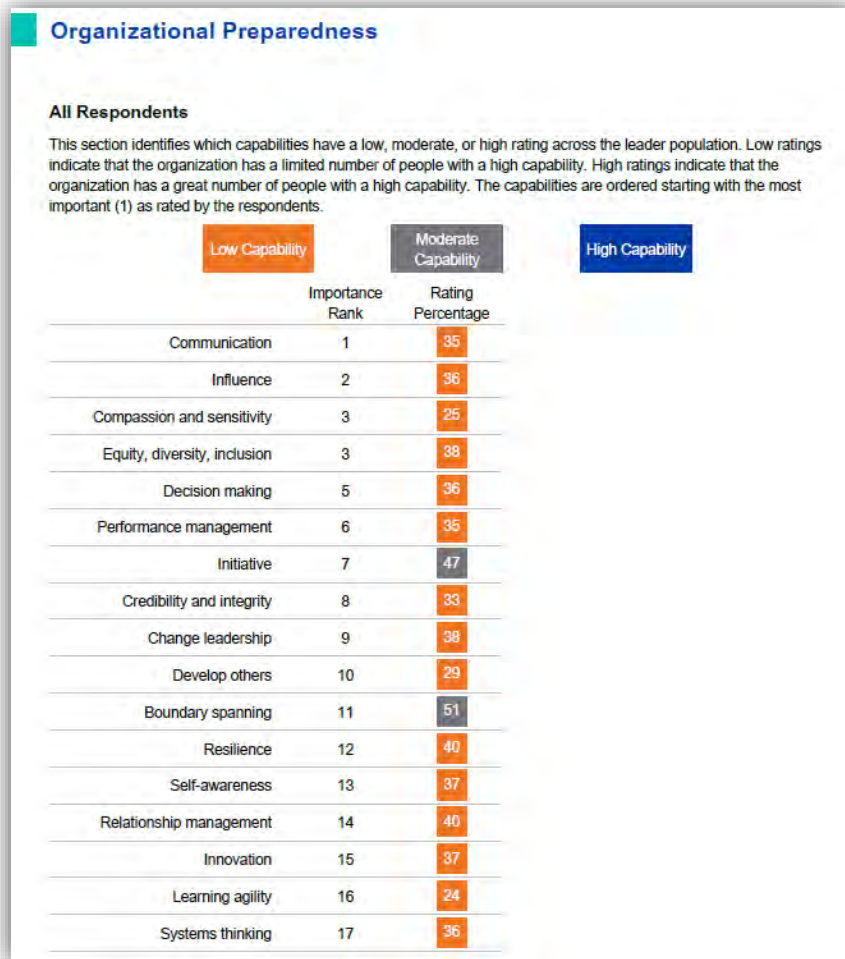 Organizational Preparedness
All Respondents
This section identifies which capabilities have a low, moderate, or high rating across the leader population. Low ratings
indicate that the organization has a limited number of people with a high capability. High ratings indicate that the
organization has a great number of people with a high capability. The capabilities are ordered starting with the most
important (1) as rated by the respondents.
Low Capability
Moderate
Capability
High Capability
Importance
Rank
Rating
Percentage
Communication 1 35
Influence 2 36
Compassion and sensitivity 3 25
Equity, diversity, inclusion 3 38
Decision making 5 36
Performance management 6 35
Initiative 7 47
Credibility and integrity 8 33
Change leadership 9 38
Develop others 10 29
Boundary spanning 11 51
Resilience 12 40
Self-awareness 13 37
Relationship management 14 40
Innovation 15 37
Learning agility 16 24
Systems thinking 17 36